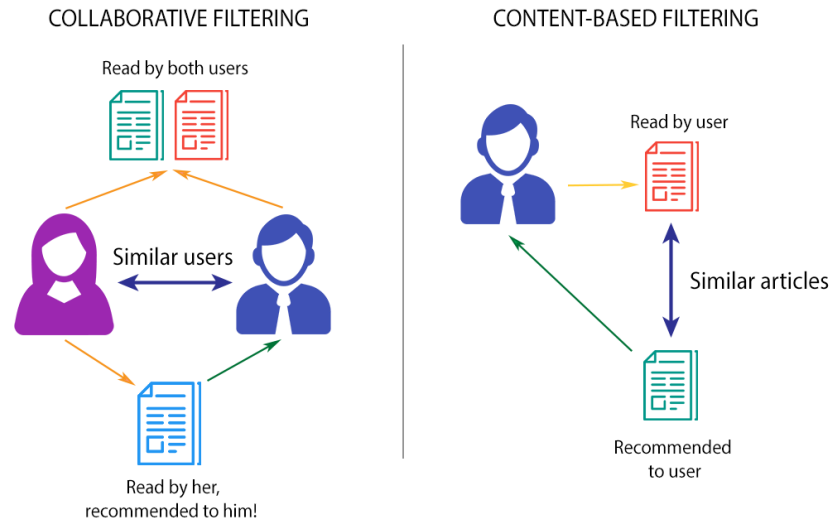 COLLABORATIVE FILTERING
Read by both users
Similar users
Read by her,
recommended to him!
CONTENT-BASED FILTERING
Read by user
Similar articles
Recommended
to user